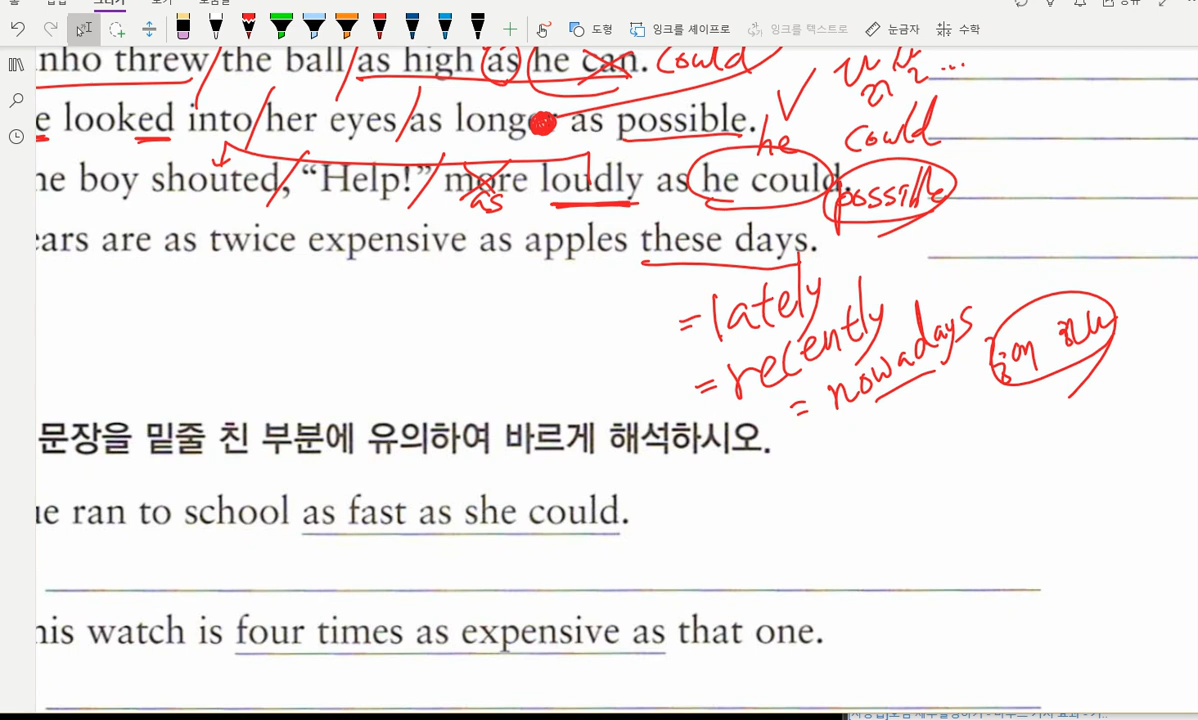 도형 잉크를 셰이프로 잉크를 텍스트로 눈금자 수학
nho threw the ball as high as he can. could
e looked into her eyes as long as possible.
he could
ne boy shouted, “Help!” more loudly as he could. possible
as
ears are as twice expensive as apples these days.
= lately
= recently
= nowadays
문장을 밑줄 친 부분에 유의하여 바르게 해석하시오.
ne ran to school as fast as she could.
his watch is four times as expensive as that one.